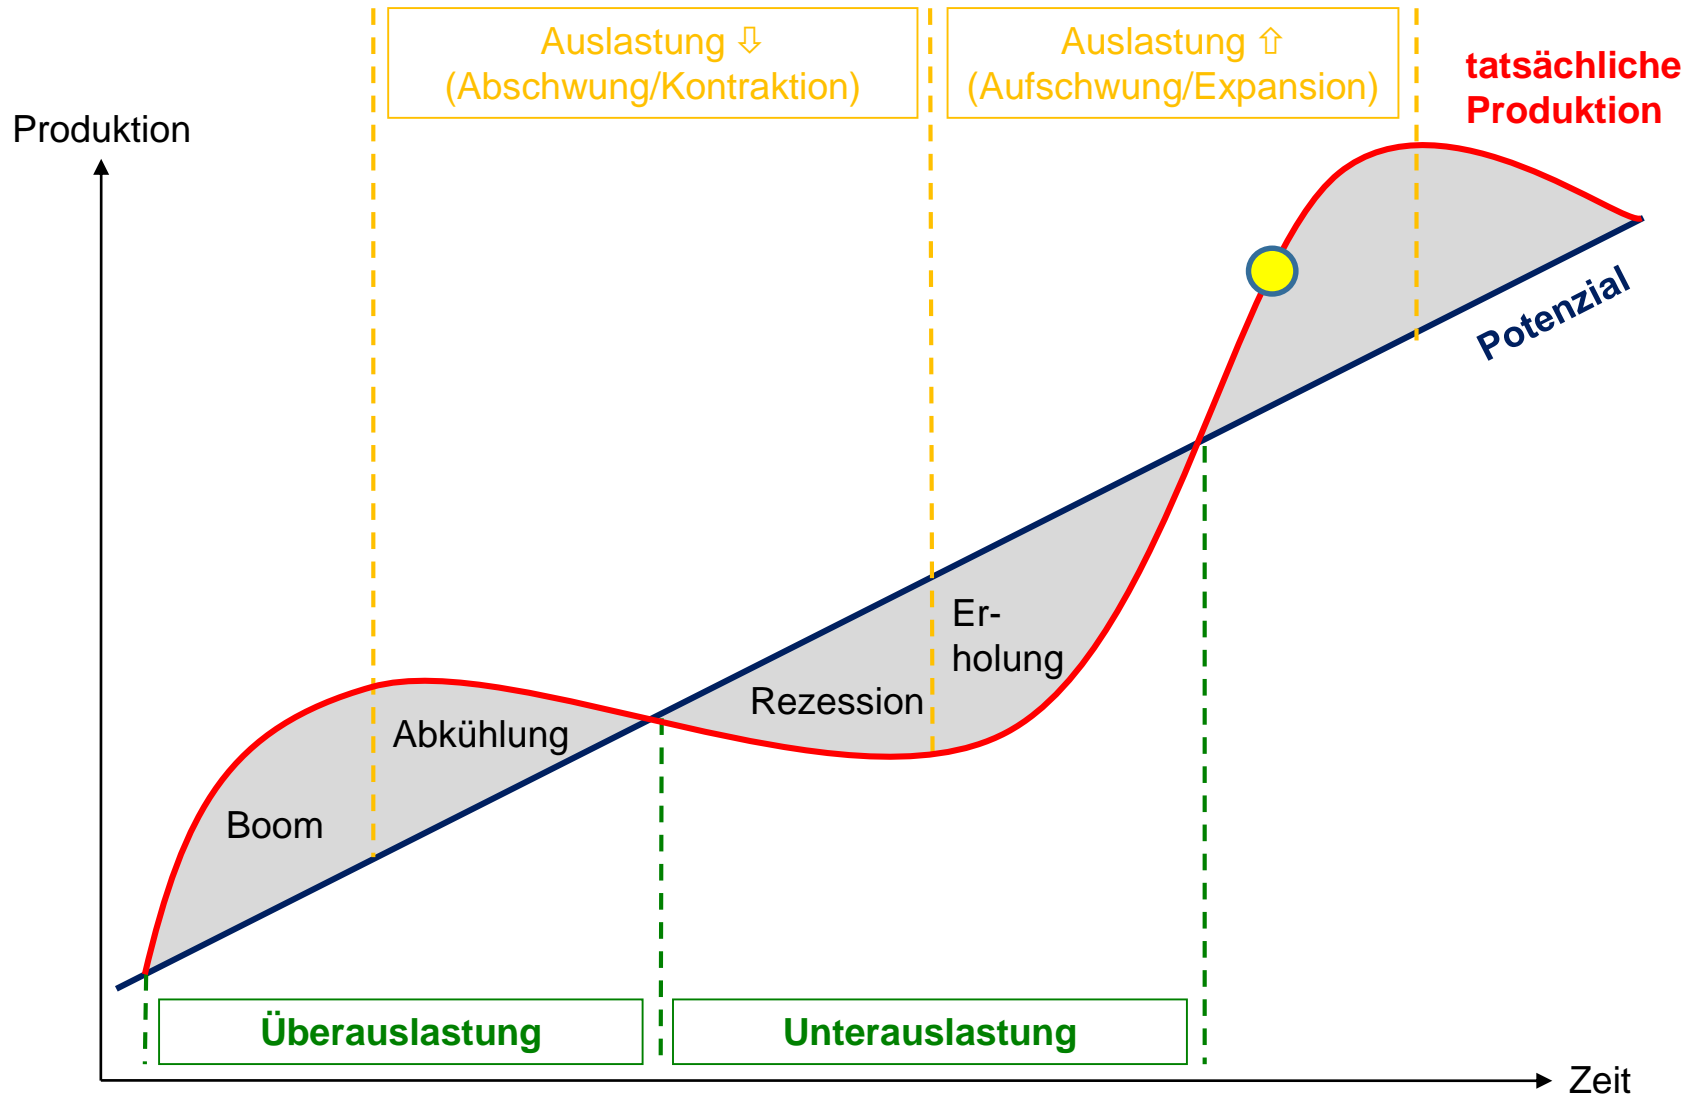 Auslastung ⇩
(Abschwung/Kontraktion)
Auslastung ⇧
(Aufschwung/Expansion)
tatsächliche
Produktion
Produktion
Potenzial
Er-
holung
Rezession
Abkühlung
Boom
Überauslastung
Unterauslastung
Zeit